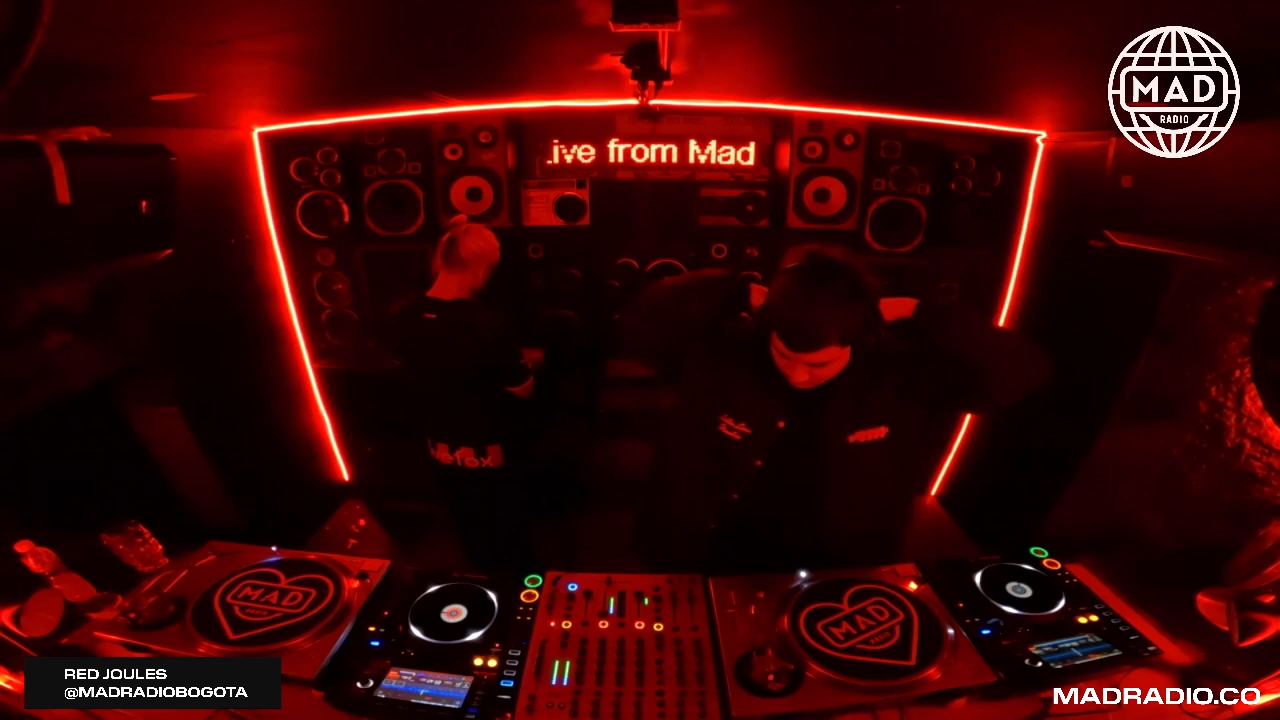 MAD
RADIO
.ive from Mad
MAD
MAD
RED JOULES
@MADRADIOBOGOTA
MADRADIO.CO